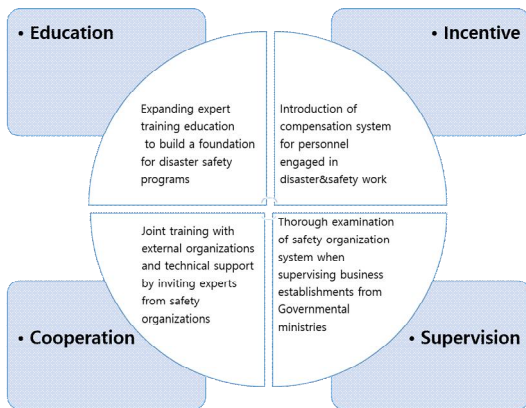 • Education
• Incentive
Expanding expert
training education
to build a foundation
for disaster safety
programs
Introduction of
compensation system
for personnel
engaged in
disaster&safety work
Joint training with
external organizations
and technical support
by inviting experts
from safety
organizations
Thorough examination
of safety organization
system when
supervising business
establishments from
Governmental
ministries
• Cooperation
• Supervision